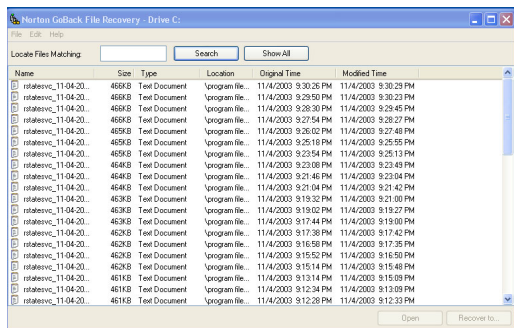 Norton GoBack File Recovery - Drive C:
File Edit Help
Locate Files Matching: Search Show All
Name Size Type Location Original Time Modified Time
rstatesvc_11-04-20... 466KB Text Document \program file... 11/4/2003 9:30:26 PM 11/4/2003 9:30:29 PM
rstatesvc_11-04-20... 466KB Text Document \program file... 11/4/2003 9:29:50 PM 11/4/2003 9:30:23 PM
rstatesvc_11-04-20... 466KB Text Document \program file... 11/4/2003 9:28:30 PM 11/4/2003 9:29:45 PM
rstatesvc_11-04-20... 466KB Text Document \program file... 11/4/2003 9:27:54 PM 11/4/2003 9:28:27 PM
rstatesvc_11-04-20... 465KB Text Document \program file... 11/4/2003 9:26:02 PM 11/4/2003 9:27:48 PM
rstatesvc_11-04-20... 465KB Text Document \program file... 11/4/2003 9:25:18 PM 11/4/2003 9:25:55 PM
rstatesvc_11-04-20... 465KB Text Document \program file... 11/4/2003 9:23:54 PM 11/4/2003 9:25:13 PM
rstatesvc_11-04-20... 464KB Text Document \program file... 11/4/2003 9:23:08 PM 11/4/2003 9:23:49 PM
rstatesvc_11-04-20... 464KB Text Document \program file... 11/4/2003 9:21:46 PM 11/4/2003 9:23:04 PM
rstatesvc_11-04-20... 464KB Text Document \program file... 11/4/2003 9:21:04 PM 11/4/2003 9:21:42 PM
rstatesvc_11-04-20... 463KB Text Document \program file... 11/4/2003 9:19:32 PM 11/4/2003 9:21:00 PM
rstatesvc_11-04-20... 463KB Text Document \program file... 11/4/2003 9:19:02 PM 11/4/2003 9:19:27 PM
rstatesvc_11-04-20... 463KB Text Document \program file... 11/4/2003 9:17:44 PM 11/4/2003 9:19:00 PM
rstatesvc_11-04-20... 462KB Text Document \program file... 11/4/2003 9:17:38 PM 11/4/2003 9:17:42 PM
rstatesvc_11-04-20... 462KB Text Document \program file... 11/4/2003 9:16:58 PM 11/4/2003 9:17:35 PM
rstatesvc_11-04-20... 462KB Text Document \program file... 11/4/2003 9:15:52 PM 11/4/2003 9:16:50 PM
rstatesvc_11-04-20... 462KB Text Document \program file... 11/4/2003 9:15:14 PM 11/4/2003 9:15:48 PM
rstatesvc_11-04-20... 461KB Text Document \program file... 11/4/2003 9:13:14 PM 11/4/2003 9:15:09 PM
rstatesvc_11-04-20... 461KB Text Document \program file... 11/4/2003 9:12:34 PM 11/4/2003 9:13:09 PM
rstatesvc_11-04-20... 461KB Text Document \program file... 11/4/2003 9:12:28 PM 11/4/2003 9:12:33 PM
Open Recover to...